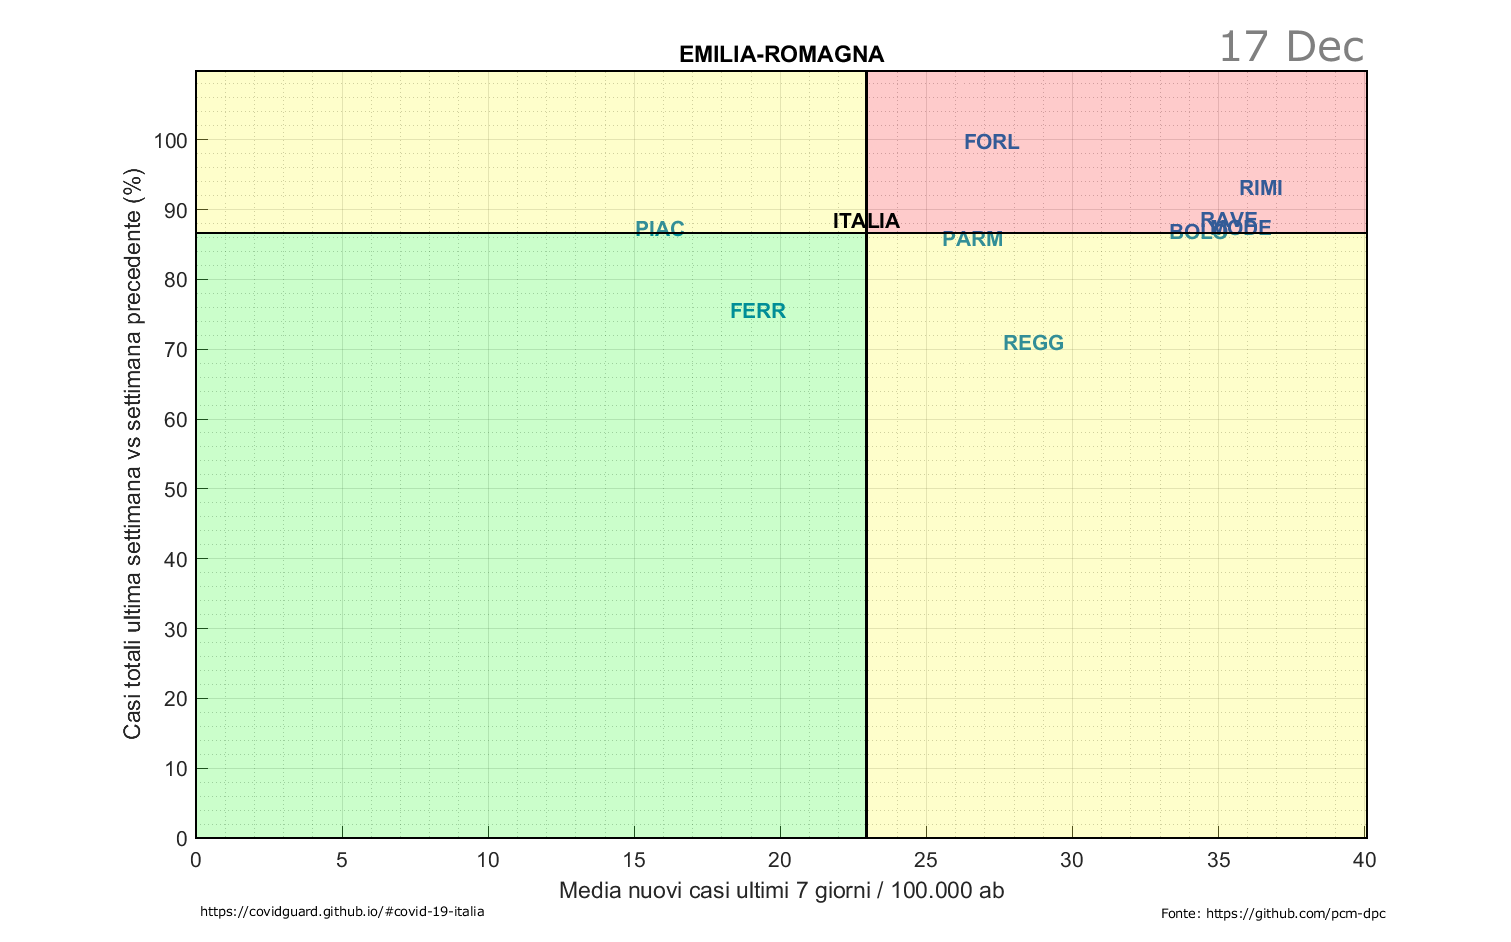 17 Dec
EMILIA-ROMAGNA
Casi totali ultima settimana vs settimana precedente (%)
100
90
80
70
60
50
40
30
20
10
0
FORL
RIMI
RAVE
MODE
BOLO
ITALIA
PIAC
PARM
FERR
REGG
0 5 10 15 20 25 30 35 40
Media nuovi casi ultimi 7 giorni / 100.000 ab
https://covidguard.github.io/#covid-19-italia
Fonte: https://github.com/pcm-dpc